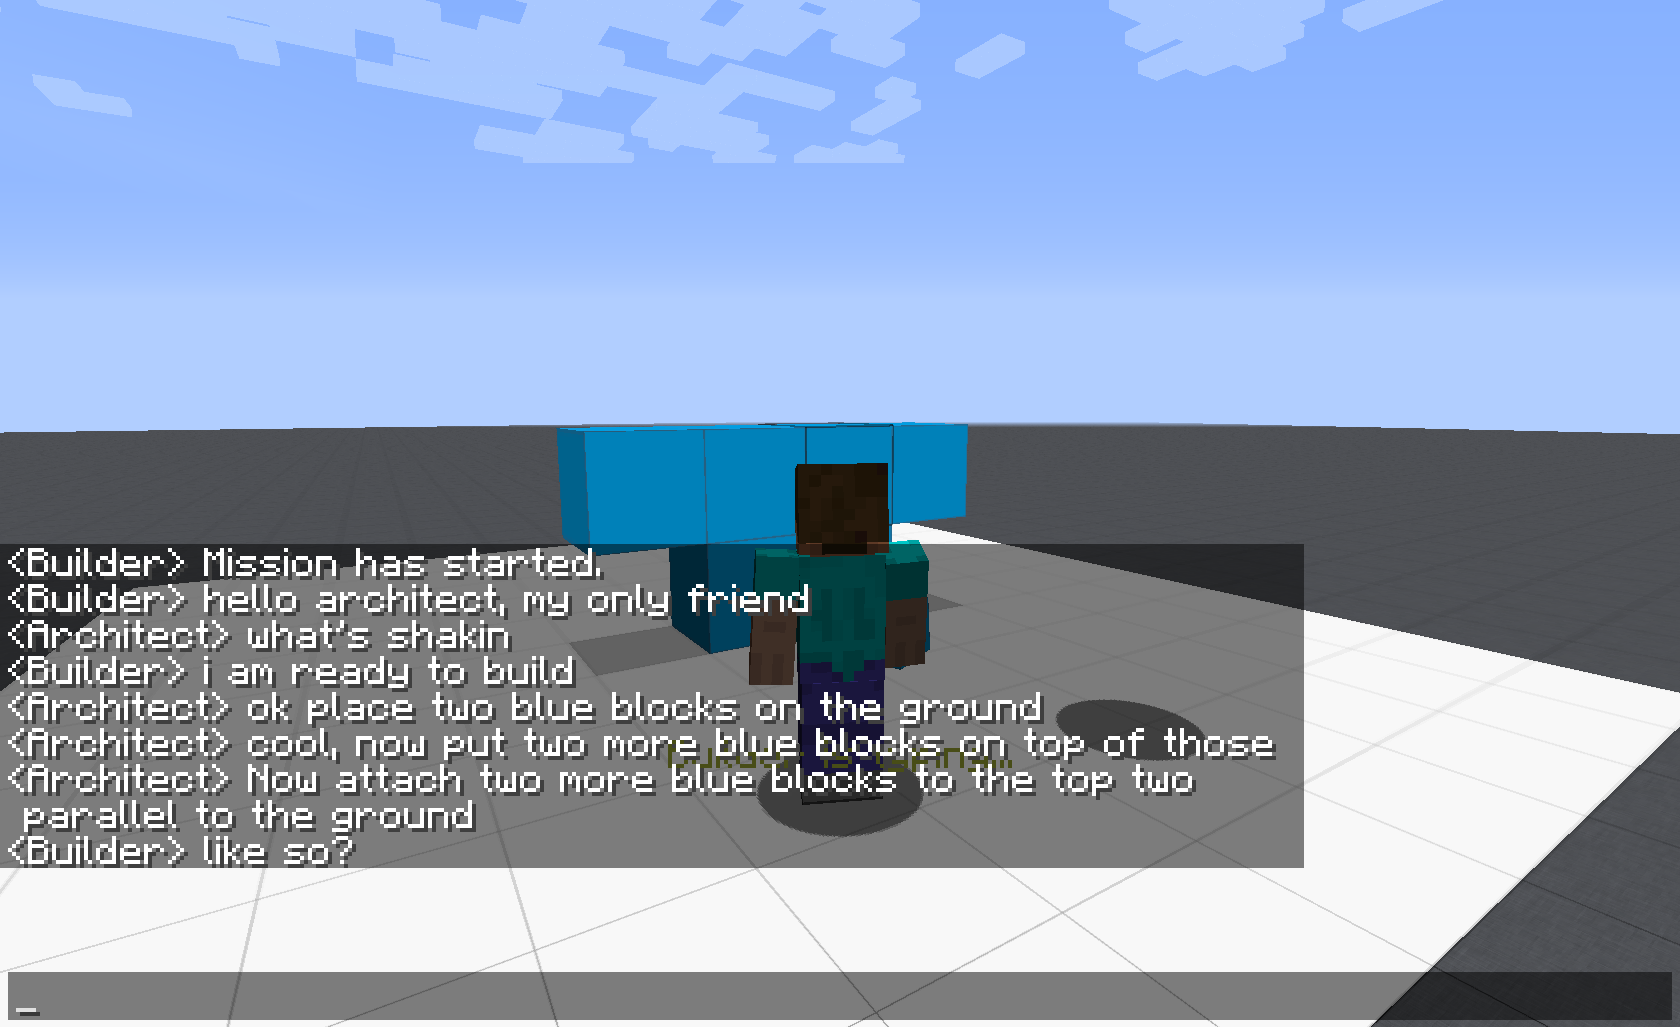 <Builder> Mission has started.
<Builder> hello architect, my only friend
<Architect> what's shakin
<Builder> i am ready to build
<Architect> ok place two blue blocks on the ground
<Architect> cool, now put two more blue blocks on top of those
<Architect> Now attach two more blue blocks to the top two
parallel to the ground
<Builder> like so?
is typing...
_